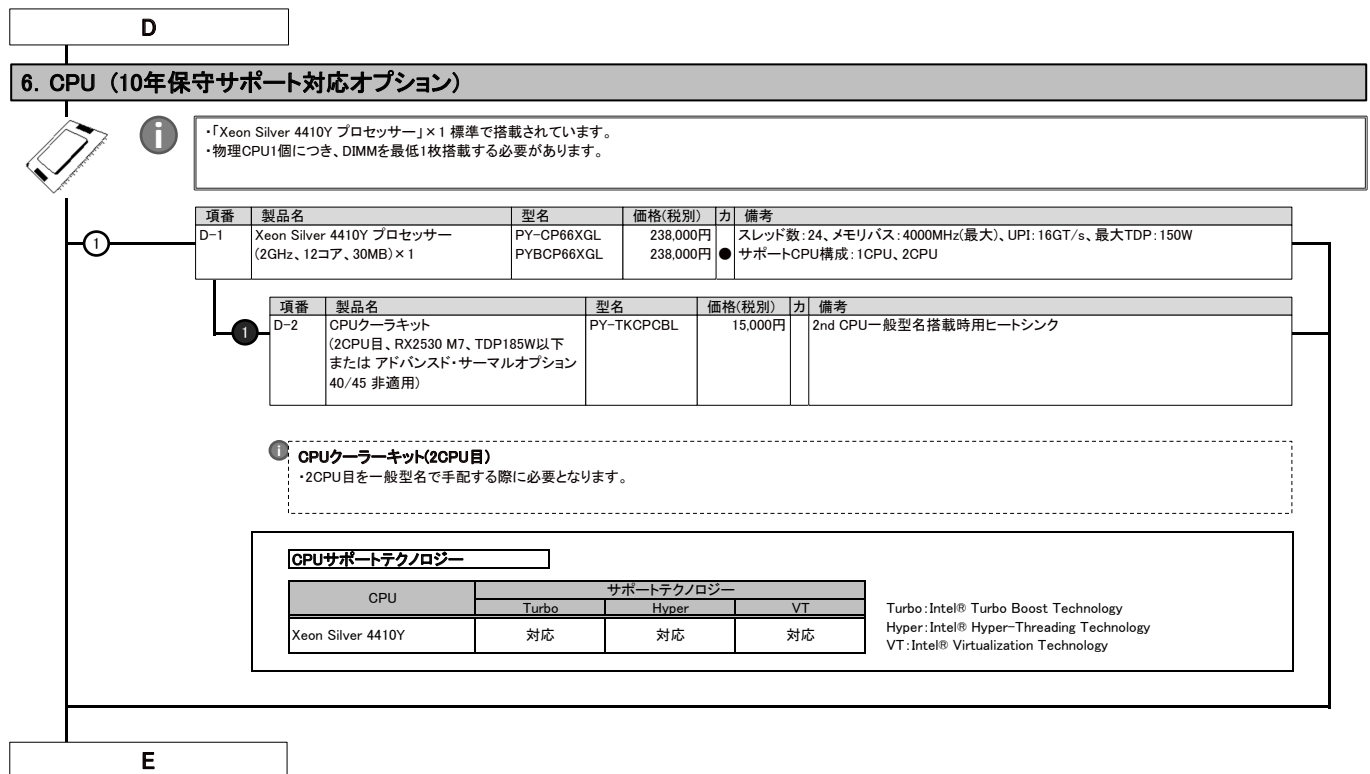 D
6. CPU (10年保守サポート対応オプション)
i
・「Xeon Silver 4410Y プロセッサー」×1 標準で搭載されています。
・物理CPU1個につき、DIMMを最低1枚搭載する必要があります。
項番 製品名 型名 価格(税別) カ 備考
1 D-1 Xeon Silver 4410Y プロセッサー PY-CP66XGL 238,000円 スレッド数:24、メモリバス:4000MHz(最大)、UPI:16GT/s、最大TDP:150W
(2GHz、12コア、30MB)×1 PYBCP66XGL 238,000円 ● サポートCPU構成:1CPU、2CPU
項番 製品名 型名 価格(税別) カ 備考
1 D-2 CPUクーラキット PY-TKCPCBL 15,000円 2nd CPU一般型名搭載時用ヒートシンク
(2CPU目、RX2530 M7、TDP185W以下
または アドバンスド・サーマルオプション
40/45 非適用)
i
CPUクーラーキット(2CPU目)
・2CPU目を一般型名で手配する際に必要となります。
CPUサポートテクノロジー
CPU サポートテクノロジー
Turbo Hyper VT
Xeon Silver 4410Y 対応 対応 対応
Turbo:Intel® Turbo Boost Technology
Hyper:Intel® Hyper-Threading Technology
VT:Intel® Virtualization Technology
E